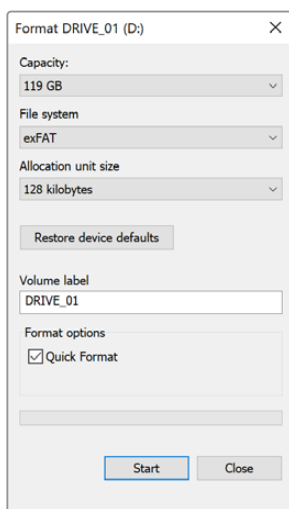 Format DRIVE_01 (D:)
Capacity:
119 GB
File system
exFAT
Allocation unit size
128 kilobytes
Restore device defaults
Volume label
DRIVE_01
Format options
Quick Format
Start Close